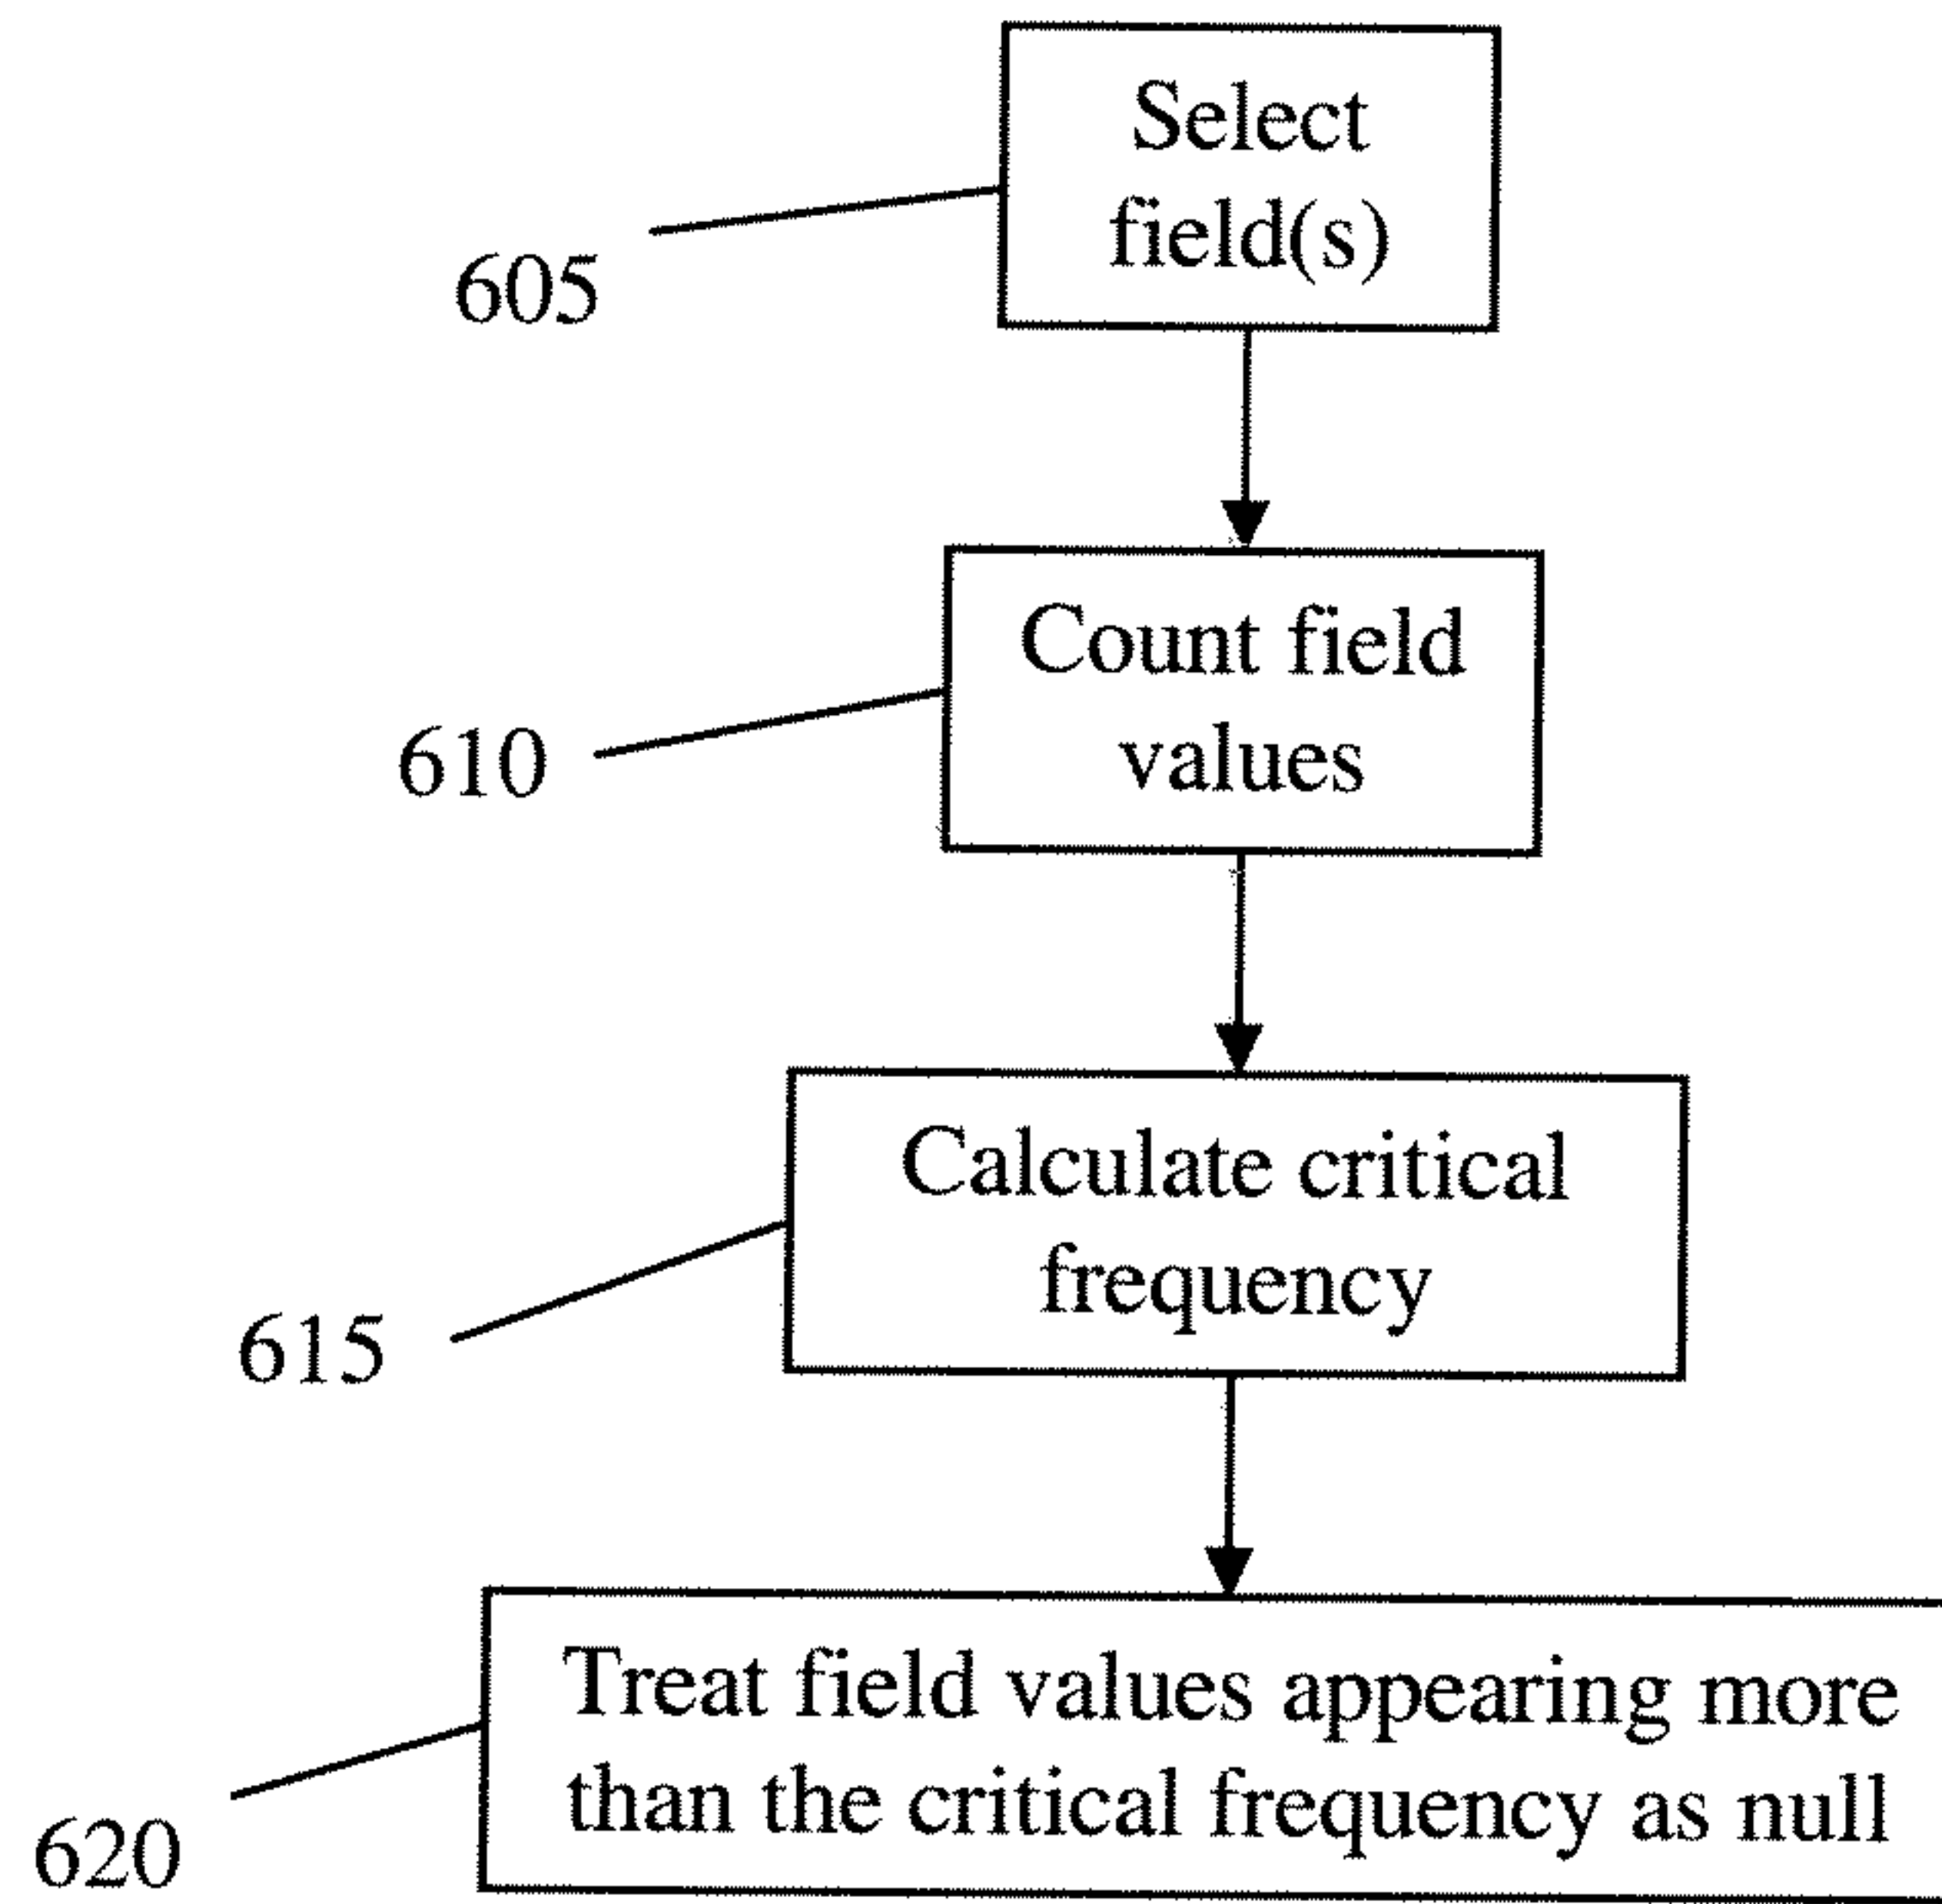 Select
field(s)
605
Count field
values
610
Calculate critical
frequency
615
Treat field values appearing more
than the critical frequency as null
620